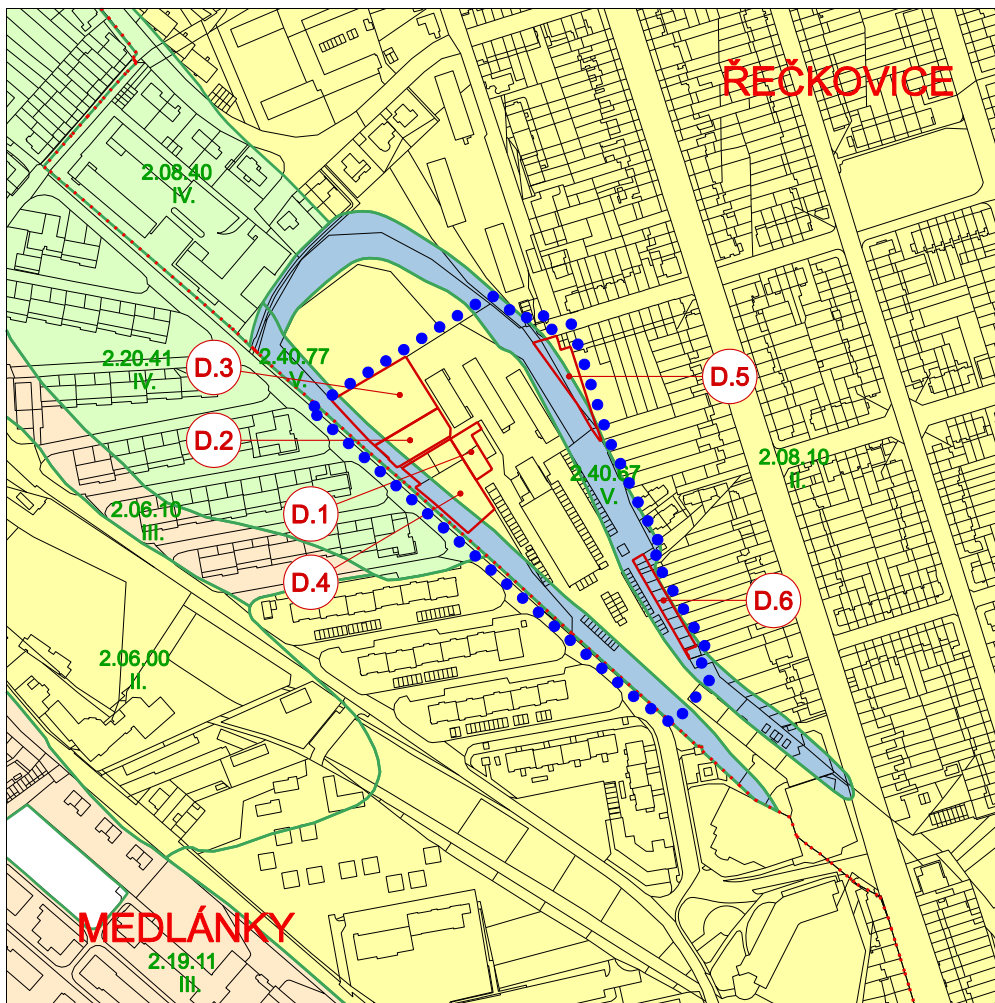 ŘEČKOVICE
2.08.40
IV.
2.20.41
IV.
2.40.77
V.
D.3
D.5
D.2
2.40.67
V.
2.08.10
II.
D.1
2.06.10
III.
D.4
D.6
2.06.00
II.
MEDLÁNKY
2.19.11
III.